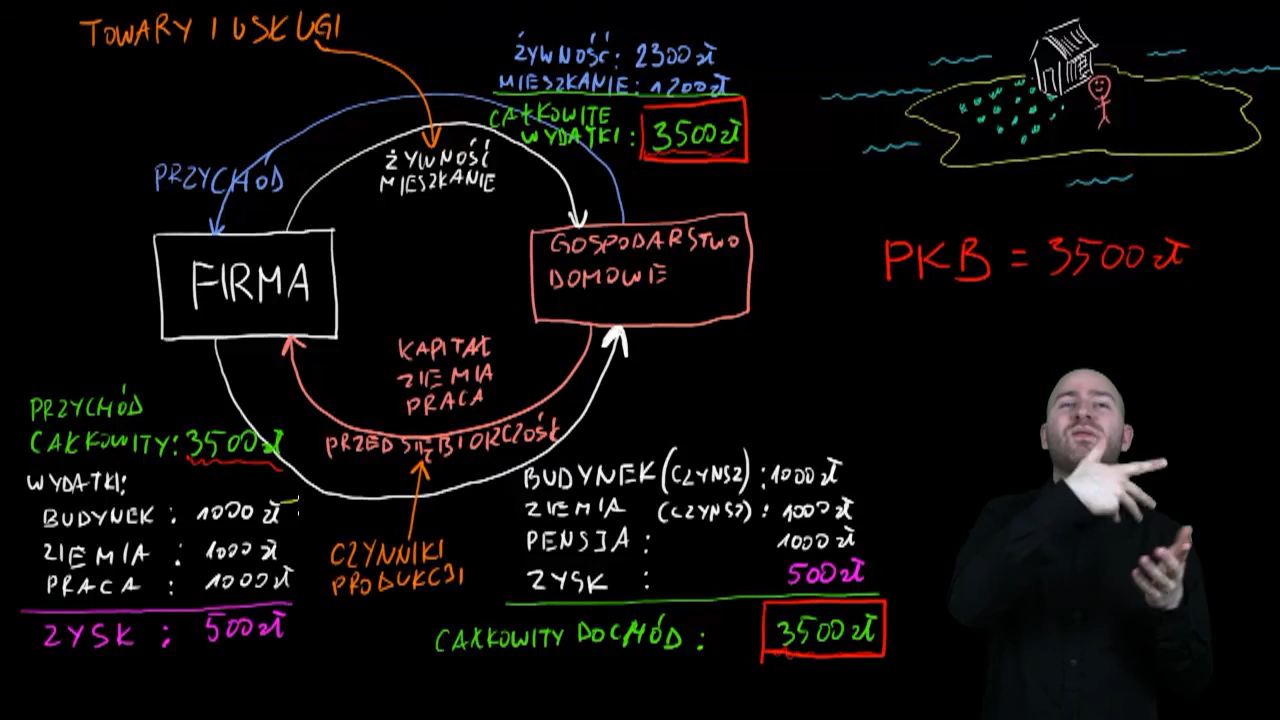 TOWARY I USŁUGI
ŻYWNOŚĆ: 2300 zł
MIESZKANIE: 1200 zł
CAŁKOWITE
WYDATKI: 3500 zł
ŻYWNOŚĆ
MIESZKANIE
PRZYCHÓD
FIRMA
GOSPODARSTWO
DOMOWE
PKB = 3500 zł
KAPITAŁ
ZIEMIA
PRACA
PRZEDSIĘBIORCZOŚĆ
PRZYCHÓD
CAŁKOWITY: 3500 zł
WYDATKI:
BUDYNEK: 1000 zł
ZIEMIA: 1000 zł
PRACA: 1000 zł
ZYSK: 500 zł
CZYNNIKI
PRODUKCJI
BUDYNEK (CZYNSZ): 1000 zł
ZIEMIA (CZYNSZ): 1000 zł
PENSJA: 1000 zł
ZYSK: 500 zł
CAŁKOWITY DOCHÓD: 3500 zł